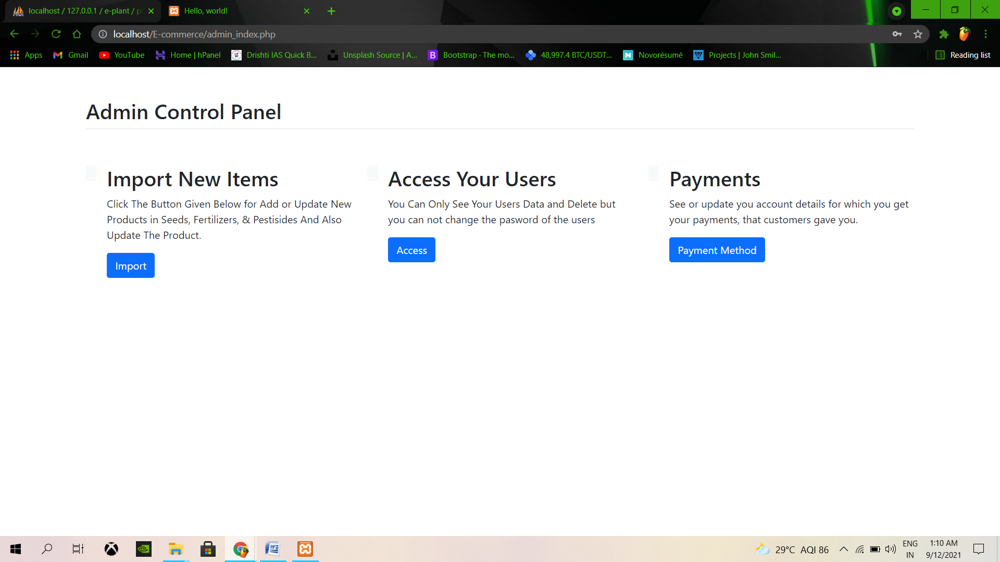 localhost / 127.0.0.1 / e-plant / p
Hello, world!
localhost/E-commerce/admin_index.php
Apps
Gmail
YouTube
Home | hPanel
Drishti IAS Quick B...
Unsplash Source | A...
Bootstrap · The mo...
48,997.4 BTC/USDT...
Novorésumé
Projects | John Smil...
Reading list
Admin Control Panel
Import New Items
Click The Button Given Below for Add or Update New
Products in Seeds, Fertilizers, & Pestisides And Also
Update The Product.
Import
Access Your Users
You Can Only See Your Users Data and Delete but
you can not change the pasword of the users
Access
Payments
See or update you account details for which you get
your payments, that customers gave you.
Payment Method
29°C AQI 86
ENG
IN
1:10 AM
9/12/2021